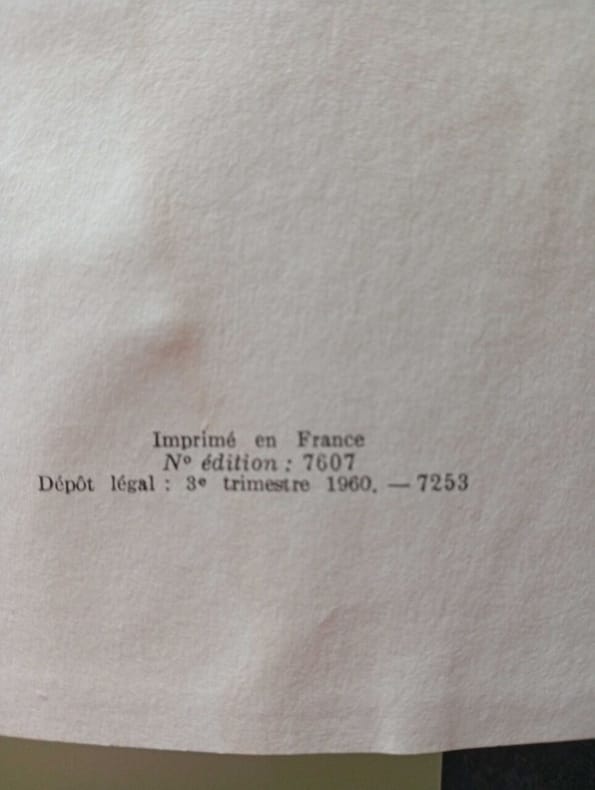 Imprimé en France
Nº édition : 7607
Dépôt légal : 3e trimestre 1960. — 7253